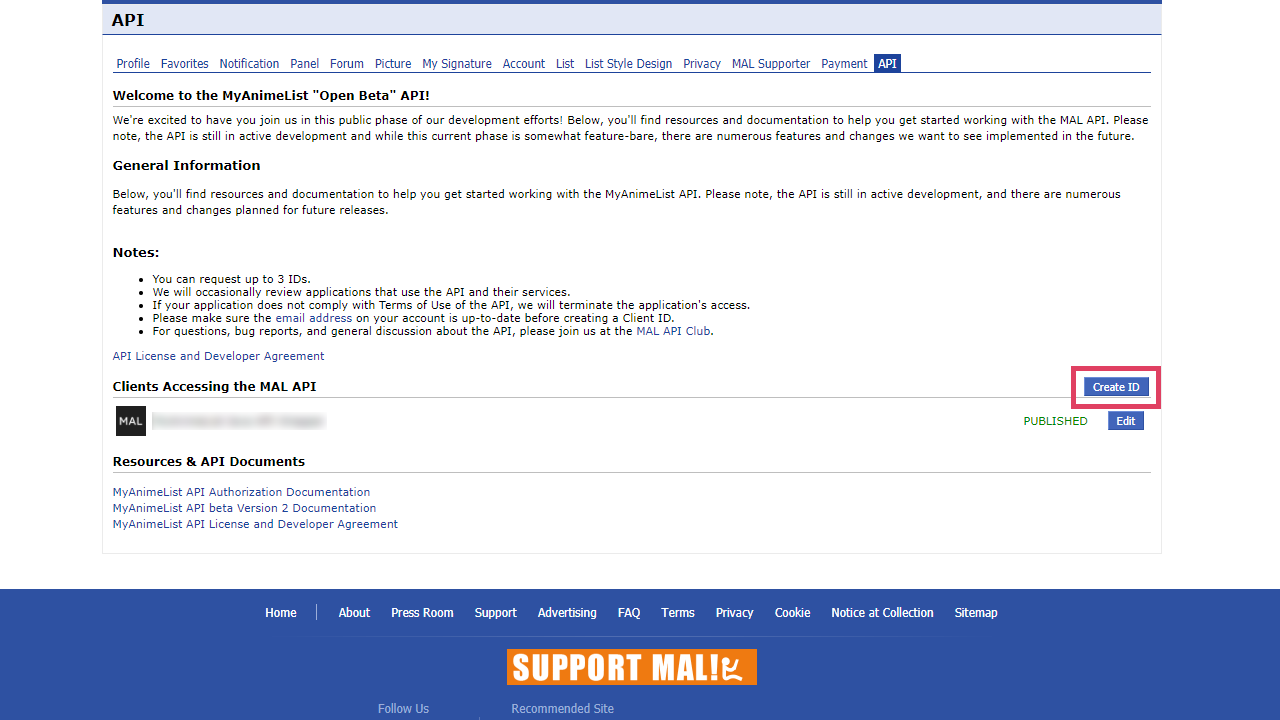 API
Profile Favorites Notification Panel Forum Picture My Signature Account List List Style Design Privacy MAL Supporter Payment API
Welcome to the MyAnimeList "Open Beta" API!
We're excited to have you join us in this public phase of our development efforts! Below, you'll find resources and documentation to help you get started working with the MAL API. Please
note, the API is still in active development and while this current phase is somewhat feature-bare, there are numerous features and changes we want to see implemented in the future.
General Information
Below, you'll find resources and documentation to help you get started working with the MyAnimeList API. Please note, the API is still in active development, and there are numerous
features and changes planned for future releases.
Notes:
• You can request up to 3 IDs.
• We will occasionally review applications that use the API and their services.
• If your application does not comply with Terms of Use of the API, we will terminate the application's access.
• Please make sure the email address on your account is up-to-date before creating a Client ID.
• For questions, bug reports, and general discussion about the API, please join us at the MAL API Club.
API License and Developer Agreement
Clients Accessing the MAL API Create ID
MAL PUBLISHED Edit
Resources & API Documents
MyAnimeList API Authorization Documentation
MyAnimeList API beta Version 2 Documentation
MyAnimeList API License and Developer Agreement
Home About Press Room Support Advertising FAQ Terms Privacy Cookie Notice at Collection Sitemap
SUPPORT MAL!
Follow Us Recommended Site